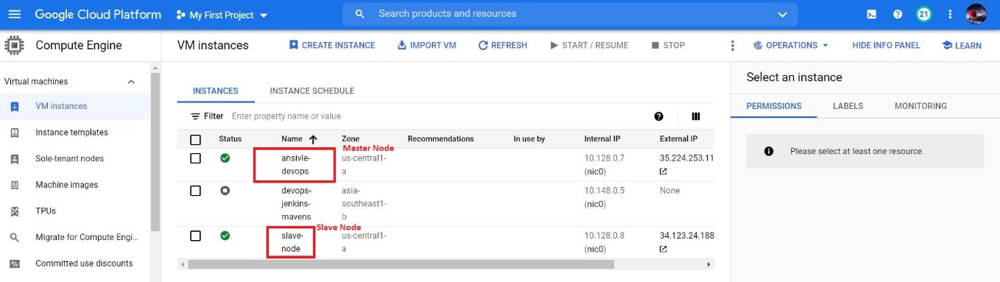 Google Cloud Platform My First Project Search products and resources 21
Compute Engine VM instances CREATE INSTANCE IMPORT VM REFRESH START / RESUME STOP OPERATIONS HIDE INFO PANEL LEARN
Virtual machines
VM instances
Instance templates
Sole-tenant nodes
Machine images
TPUs
Migrate for Compute Engi...
Committed use discounts
INSTANCES INSTANCE SCHEDULE
Filter Enter property name or value
Status Name Zone Recommendations In use by Internal IP External IP
Master Node
ansivle- us-central1- 10.128.0.7 35.224.253.11
devops a (nic0)
devops- asia- 10.148.0.5 None
jenkins- southeast1- (nic0)
mavens b
Slave Node
slave- us-central1- 10.128.0.8 34.123.24.188
node a (nic0)
Select an instance
PERMISSIONS LABELS MONITORING
Please select at least one resource.